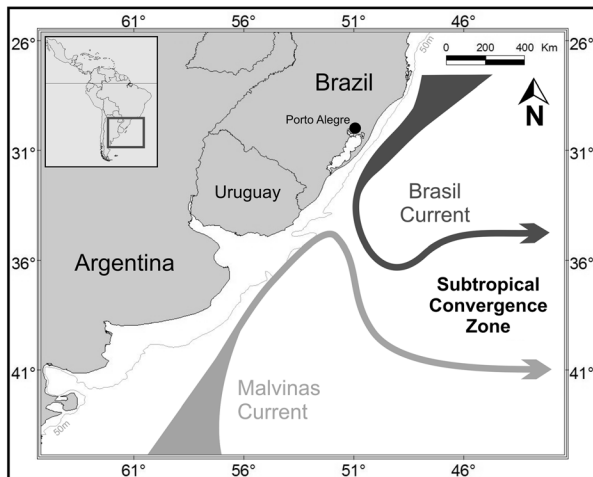 61° 56° 51° 46°
26° 26°
50m
0 200 400 Km
Brazil
N
Porto Alegre
31° 31°
Uruguay
Brasil
Current
Argentina
36° 36°
Subtropical
Convergence
Zone
41° 41°
Malvinas
Current
50m
61° 56° 51° 46°